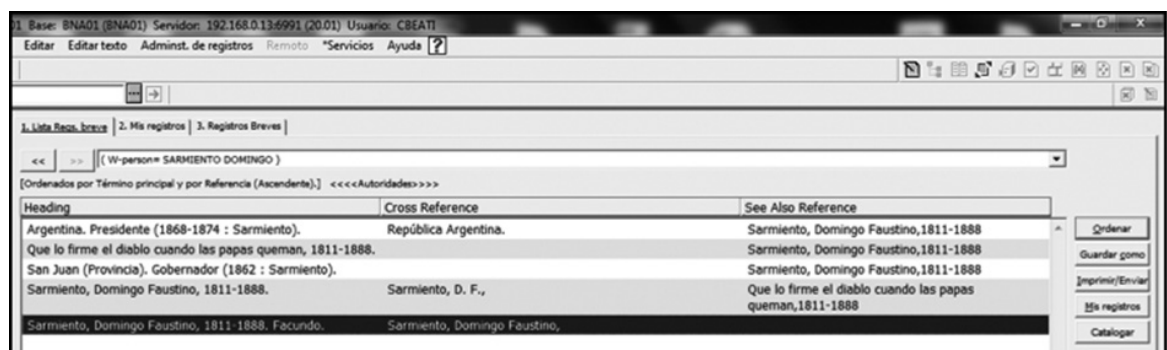 01 Base: BNA01 (BNA01) Servidor: 192.168.0.13:6991 (20.01) Usuario: CBEATI
Editar Editar texto Adminst. de registros Remoto *Servicios Ayuda ?
1. Lista Regs. breve 2. Mis registros 3. Registros Breves
<< >> ( W-person= SARMIENTO DOMINGO )
[Ordenados por Término principal y por Referencia (Ascendente).] <<<<Autoridades>>>>
Heading Cross Reference See Also Reference
Argentina. Presidente (1868-1874 : Sarmiento). República Argentina. Sarmiento, Domingo Faustino,1811-1888 Ordenar
Que lo firme el diablo cuando las papas queman, 1811-1888. Sarmiento, Domingo Faustino,1811-1888 Guardar como
San Juan (Provincia). Gobernador (1862 : Sarmiento). Sarmiento, Domingo Faustino,1811-1888
Sarmiento, Domingo Faustino, 1811-1888. Sarmiento, D. F., Que lo firme el diablo cuando las papas Imprimir/Enviar
queman,1811-1888 Mis registros
Sarmiento, Domingo Faustino, 1811-1888. Facundo. Sarmiento, Domingo Faustino, Catalogar